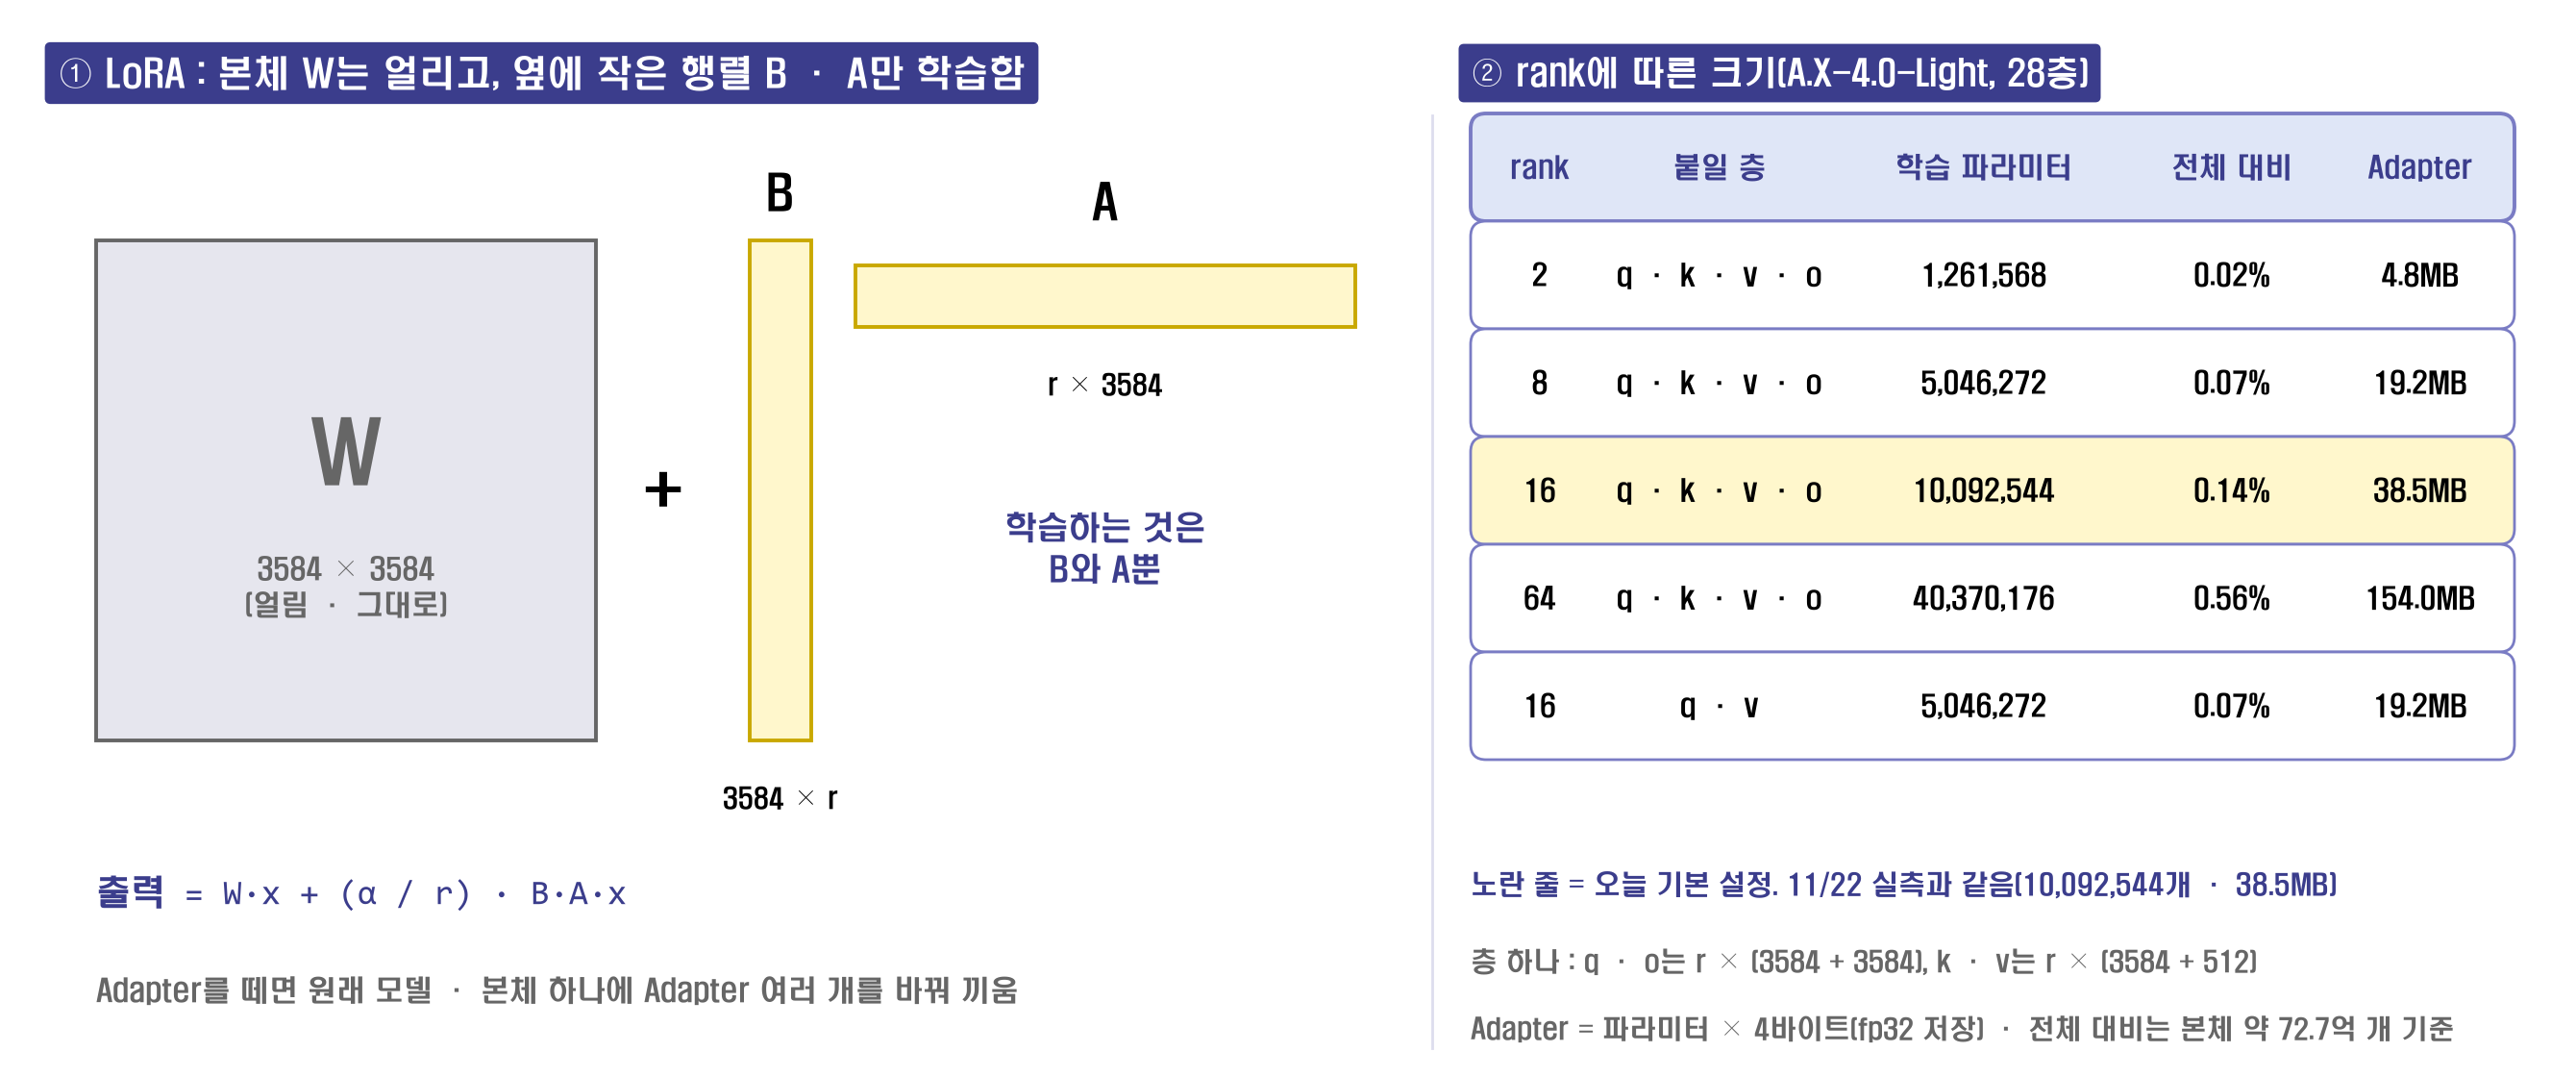 ① LoRA : 본체 W는 얼리고, 옆에 작은 행렬 B · A만 학습함
B
A
W
3584 × 3584
(얼림 · 그대로)
+
r × 3584
학습하는 것은
B와 A뿐
3584 × r
출력 = W·x + (α / r) · B·A·x
Adapter를 떼면 원래 모델 · 본체 하나에 Adapter 여러 개를 바꿔 끼움
② rank에 따른 크기(A.X-4.0-Light, 28층)
rank 붙일 층 학습 파라미터 전체 대비 Adapter
2 q · k · v · o 1,261,568 0.02% 4.8MB
8 q · k · v · o 5,046,272 0.07% 19.2MB
16 q · k · v · o 10,092,544 0.14% 38.5MB
64 q · k · v · o 40,370,176 0.56% 154.0MB
16 q · v 5,046,272 0.07% 19.2MB
노란 줄 = 오늘 기본 설정. 11/22 실측과 같음(10,092,544개 · 38.5MB)
층 하나 : q · o는 r × (3584 + 3584), k · v는 r × (3584 + 512)
Adapter = 파라미터 × 4바이트(fp32 저장) · 전체 대비는 본체 약 72.7억 개 기준